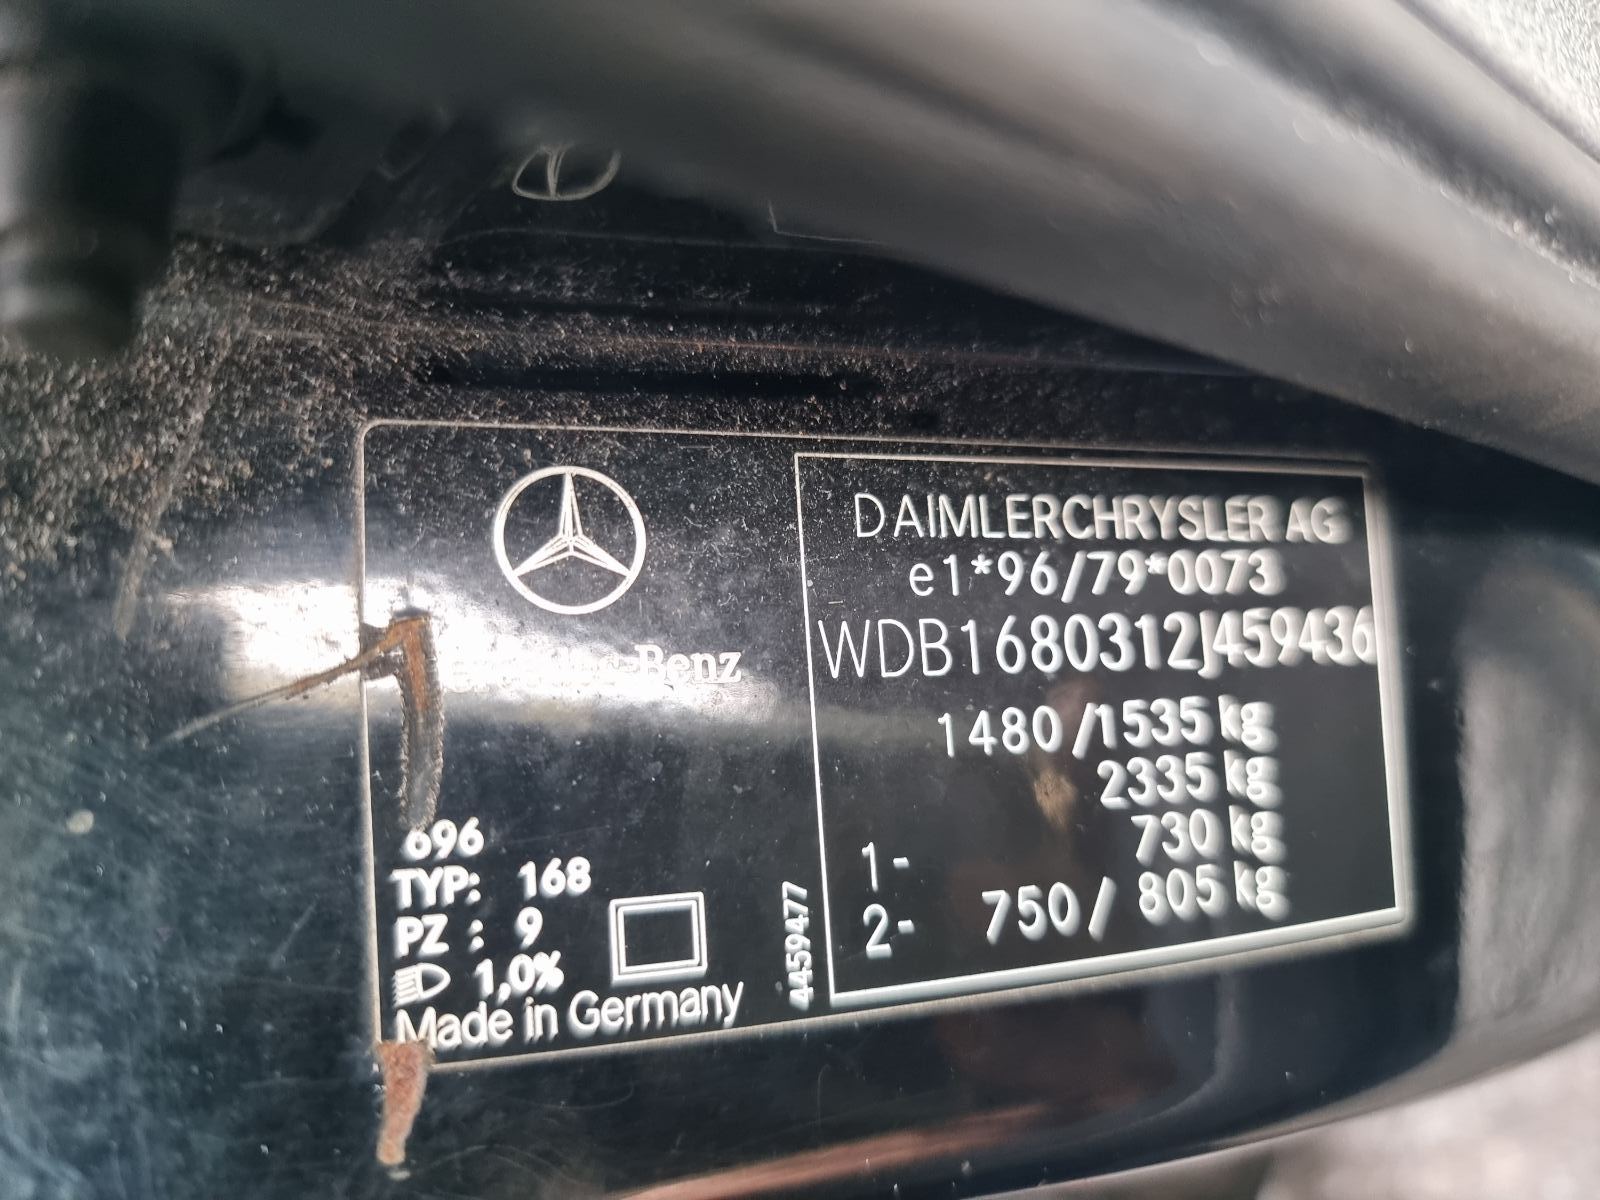 Benz
696
TYP: 168
PZ : 9
1,0%
Made in Germany
4459477
DAIMLERCHRYSLER AG
e1*96/79*0073
WDB1680312J459436
1480/1535 kg
2335 kg
1- 730 kg
2- 750/ 805 kg